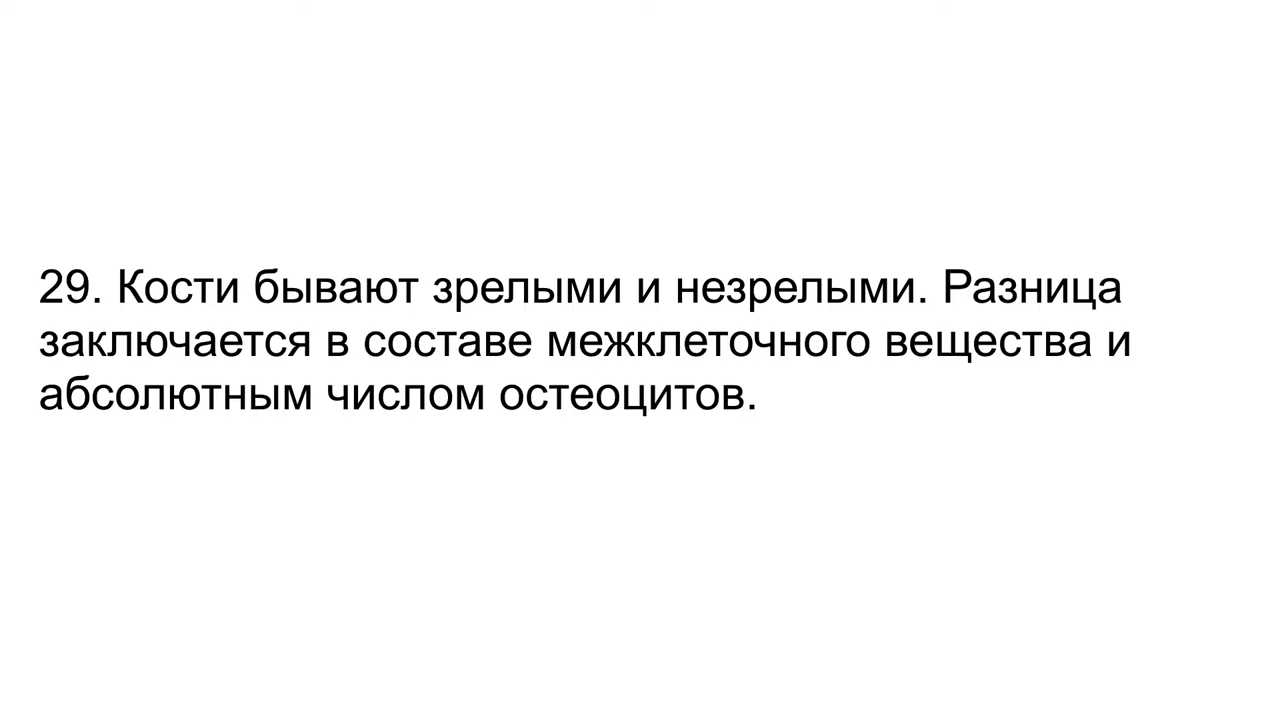 29. Кости бывают зрелыми и незрелыми. Разница
заключается в составе межклеточного вещества и
абсолютным числом остеоцитов.